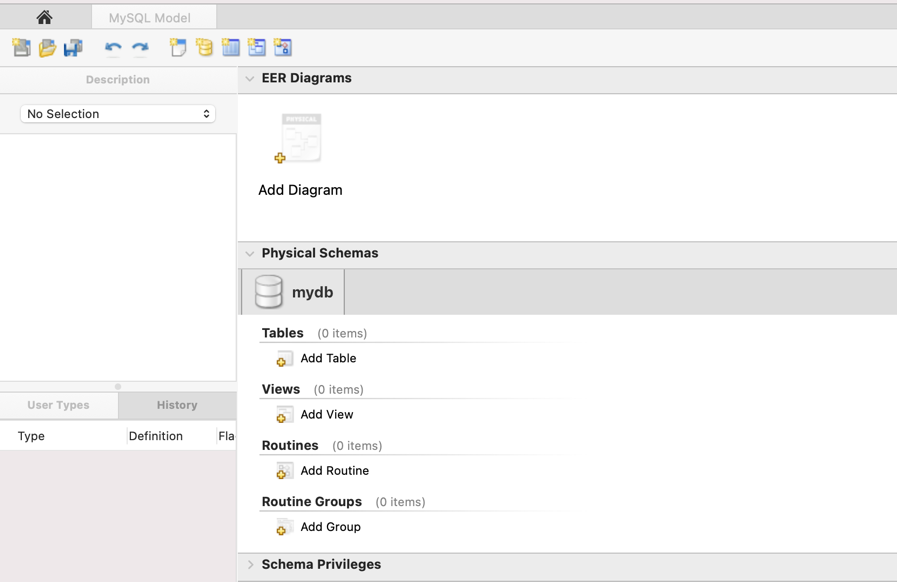 MySQL Model
Description
No Selection
EER Diagrams
PHYSICAL
Add Diagram
Physical Schemas
mydb
Tables (0 items)
Add Table
Views (0 items)
Add View
Routines (0 items)
Add Routine
Routine Groups (0 items)
Add Group
User Types History
Type Definition Fla
Schema Privileges